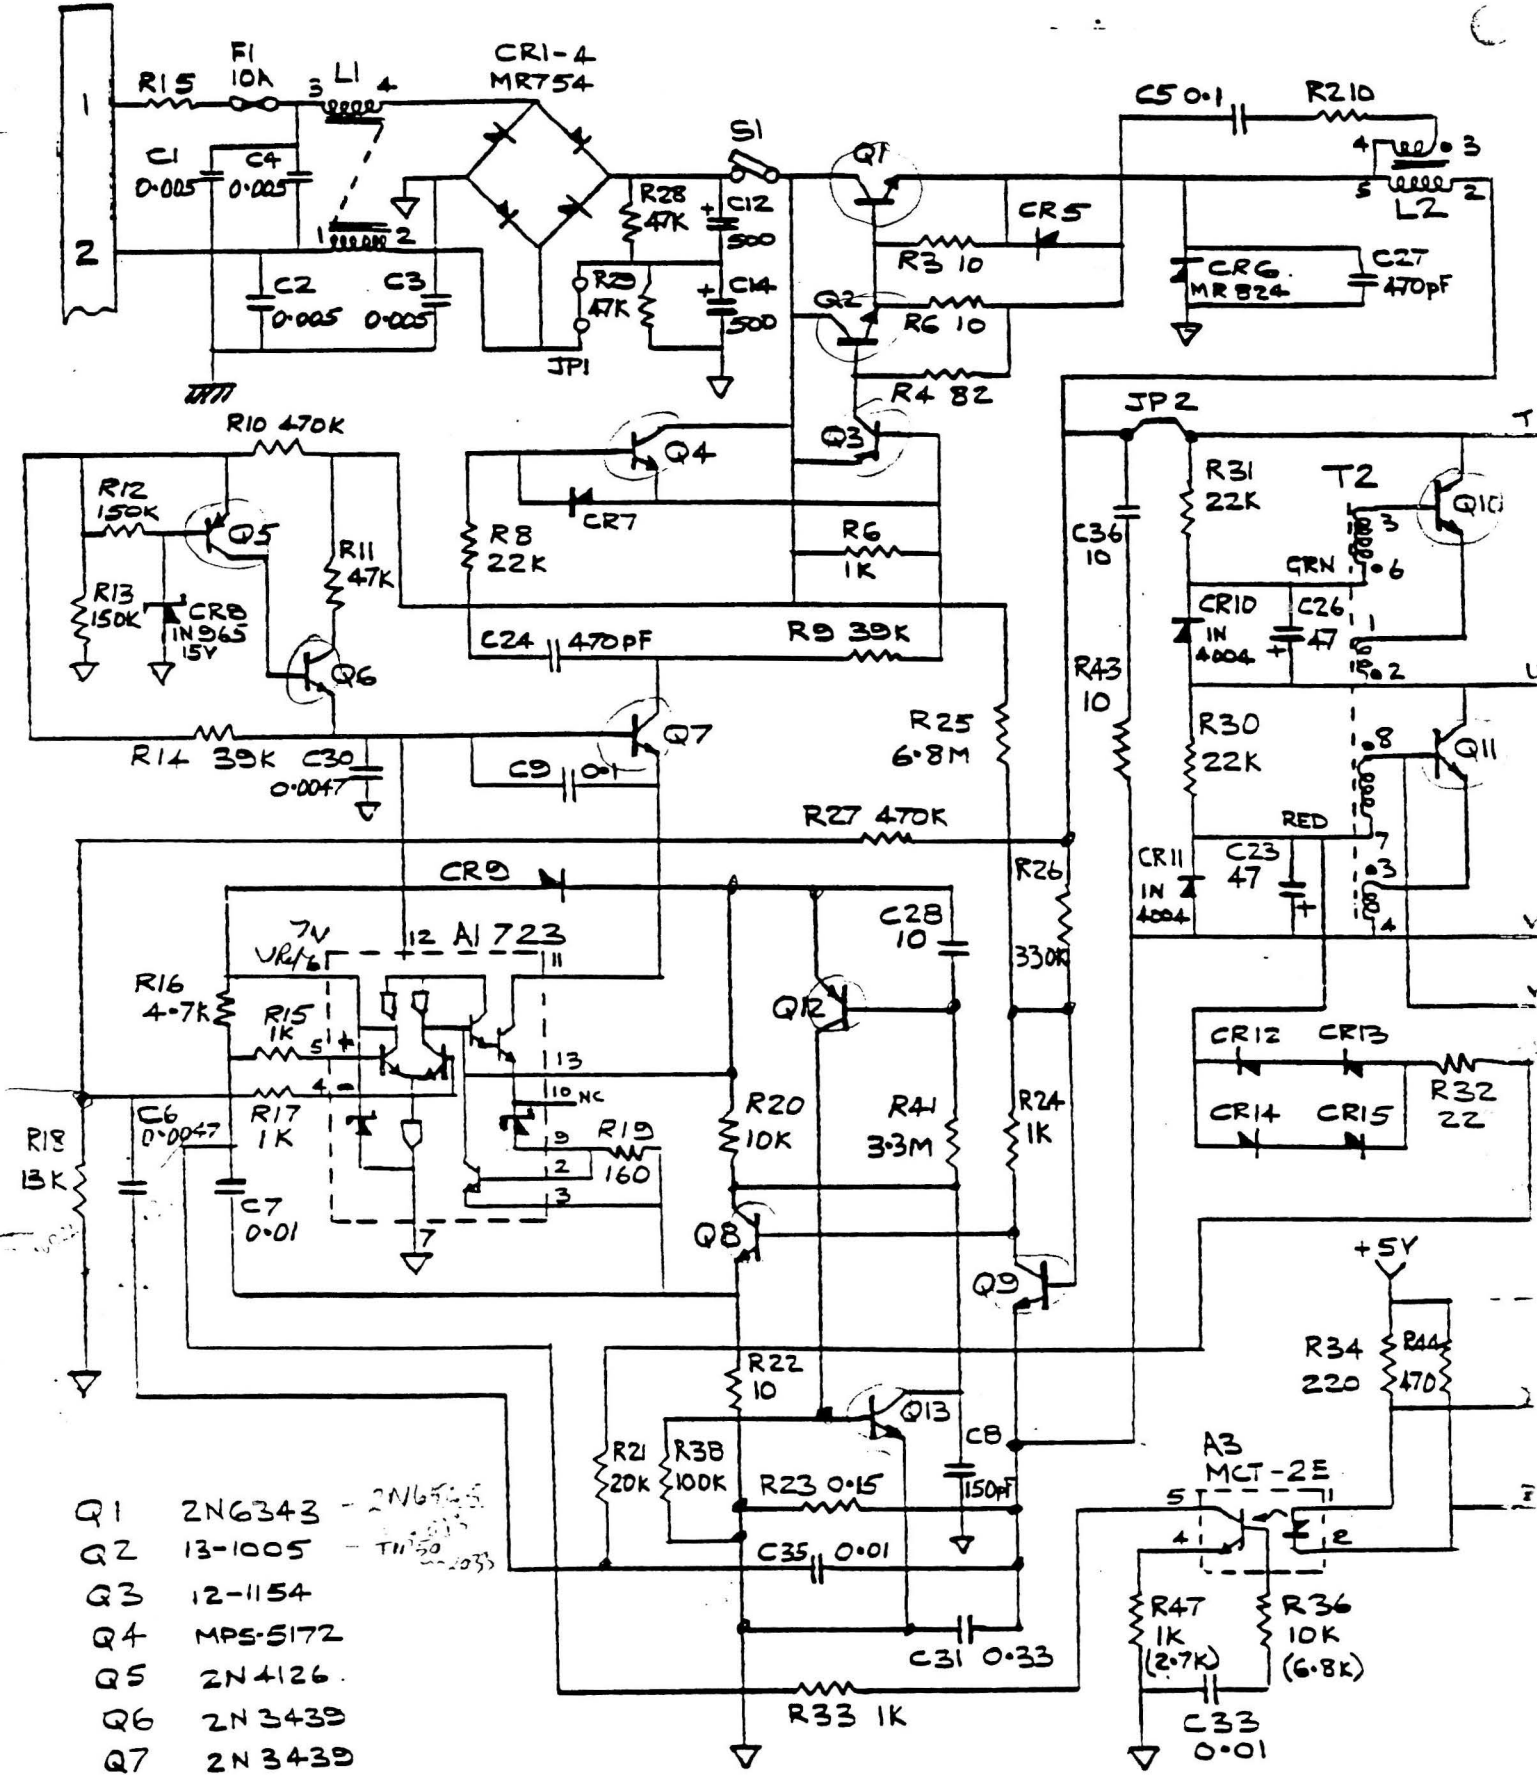 F1
10A
R15
3
L1
4
CR1-4
MR754
1
C1
0.005
C4
0.005
S1
Q1
C5 0.1
R2 10
4
3
5
2
L2
R28
47K
+
C12
500
CR5
R3 10
2
1
2
C2
0.005
C3
0.005
R29
47K
+
C14
500
Q2
R6 10
CR6
MR824
C27
470pF
JP1
R4 82
JP2
T
R10 470K
Q4
Q3
R31
22K
T2
Q10
R12
150K
Q5
CR7
3
R8
22K
R6
1K
C36
10
GRN
6
R11
47K
R13
150K
CR8
1N965
15V
C24
470pF
R9 39K
CR10
1N
4004
C26
47
+
1
2
Q6
R43
10
U
R14 39K
C30
0.0047
Q7
R25
6.8M
R30
22K
8
Q11
C9
0.1
R27 470K
RED
7
CR9
R26
330K
CR11
1N
4004
C23
47
+
3
4
V
7V
VRef
6
12
A1 723
11
C28
10
R16
4.7K
R15
1K
5
+
Q12
13
4
-
10
NC
CR12
CR13
R32
22
CR14
CR15
C6
0.0047
R17
1K
R18
13K
9
R19
160
2
3
R20
10K
R41
3.3M
R24
1K
C7
0.01
7
Q8
Q9
+5V
R22
10
R34
220
R44
470
Q13
R21
20K
R38
100K
C8
150pF
R23 0.15
A3
MCT-2E
5
4
2
C35
0.01
R47
1K
(2.7K)
R36
10K
(6.8K)
C31 0.33
R33 1K
C33
0.01
Q1 2N6343
Q2 13-1005
Q3 12-1154
Q4 MPS-5172
Q5 2N4126
Q6 2N3439
Q7 2N3439